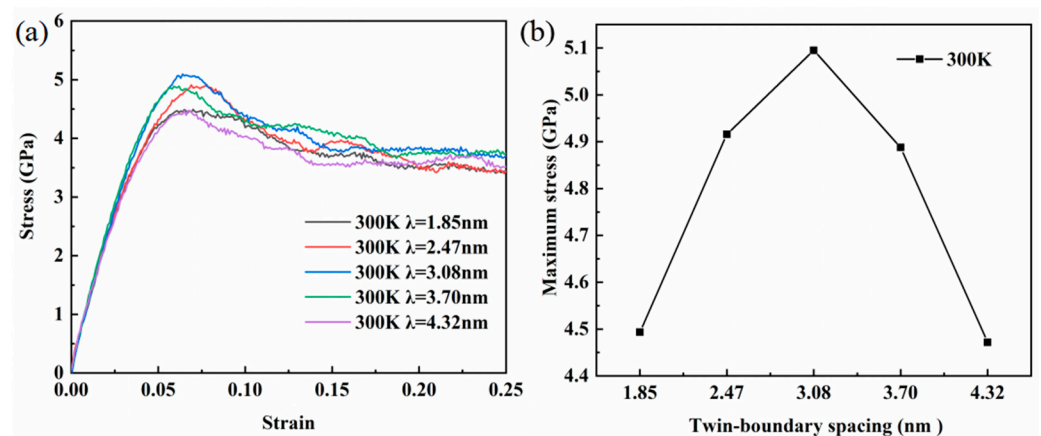 (a)
6
5
4
3
2
1
0
0.00 0.05 0.10 0.15 0.20 0.25
Stress (GPa)
Strain
300K λ=1.85nm
300K λ=2.47nm
300K λ=3.08nm
300K λ=3.70nm
300K λ=4.32nm
(b)
5.1
5.0
4.9
4.8
4.7
4.6
4.5
4.4
1.85 2.47 3.08 3.70 4.32
Maximum stress (GPa)
Twin-boundary spacing (nm )
300K